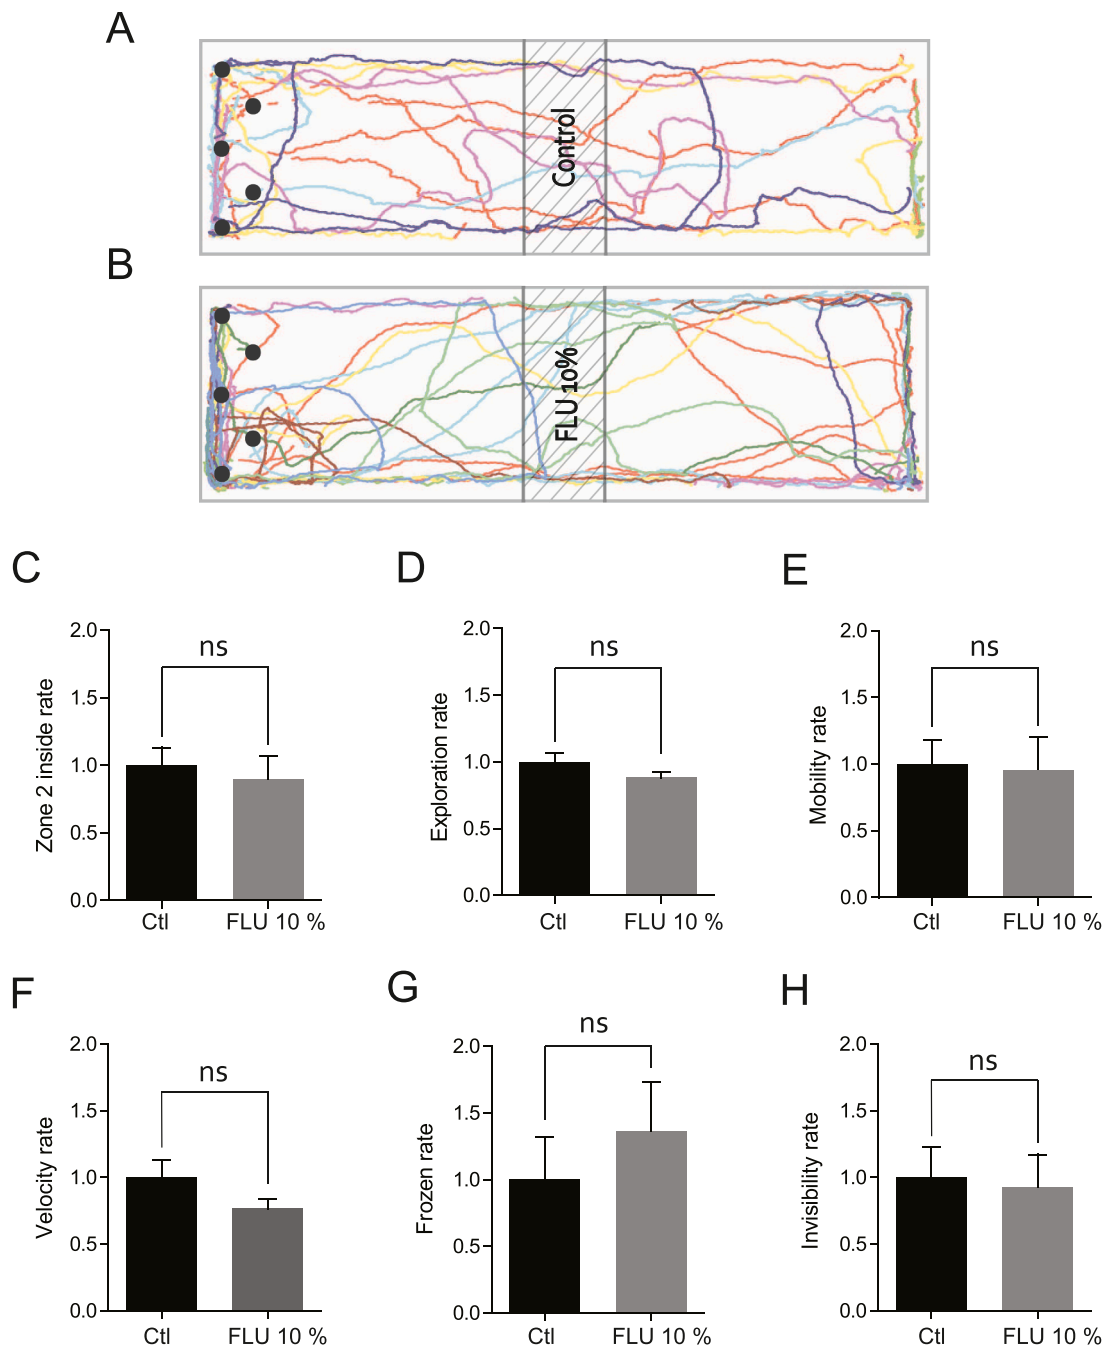 A
Control
B
FLU 10%
C
D
E
2.0
1.5
1.0
0.5
0.0
Zone 2 inside rate
ns
Ctl
FLU 10 %
2.0
1.5
1.0
0.5
0.0
Exploration rate
ns
Ctl
FLU 10 %
2.0
1.5
1.0
0.5
0.0
Mobility rate
ns
Ctl
FLU 10 %
F
G
H
2.0
1.5
1.0
0.5
0.0
Velocity rate
ns
Ctl
FLU 10 %
2.0
1.5
1.0
0.5
0.0
Frozen rate
ns
Ctl
FLU 10 %
2.0
1.5
1.0
0.5
0.0
Invisibility rate
ns
Ctl
FLU 10 %